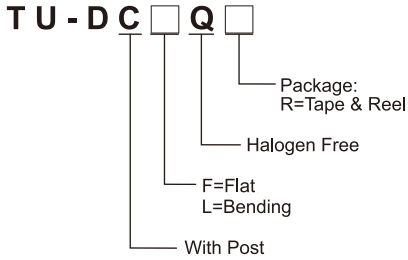 TU-DC□Q□
Package:
R=Tape & Reel
Halogen Free
F=Flat
L=Bending
With Post